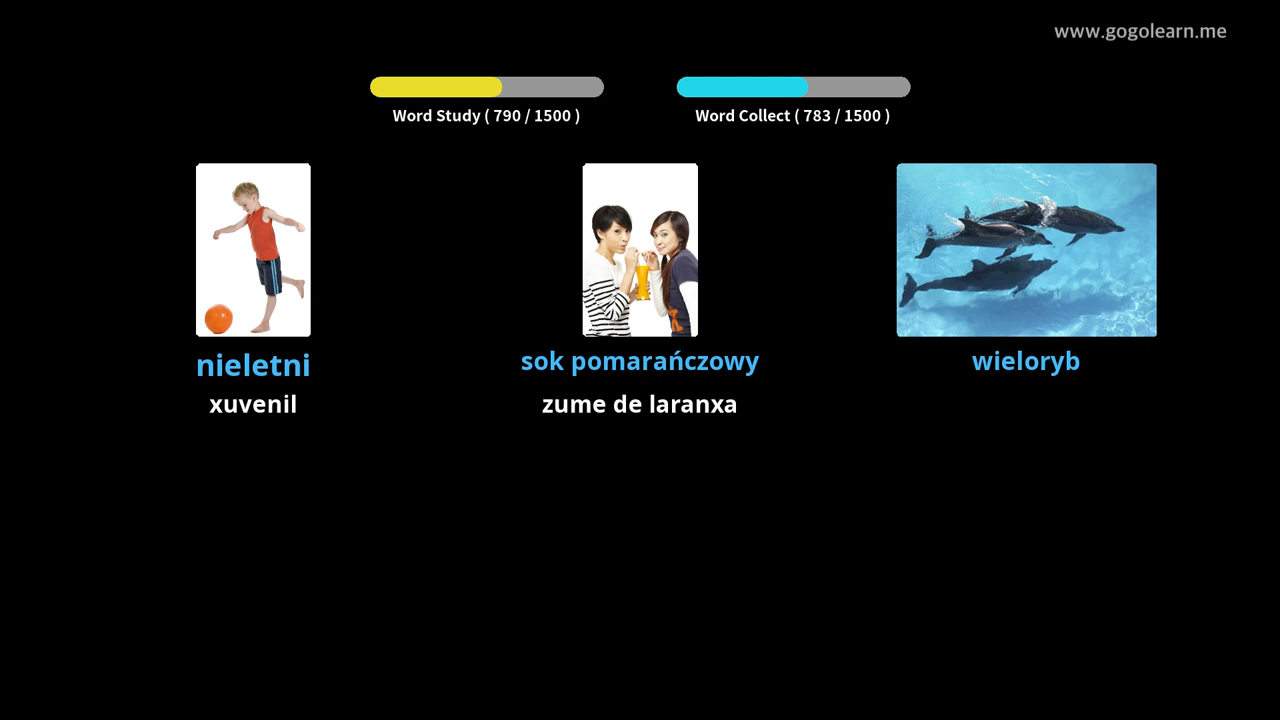 www.gogolearn.me
Word Study ( 790 / 1500 )
Word Collect ( 783 / 1500 )
nieletni
sok pomarańczowy
wieloryb
xuvenil
zume de laranxa